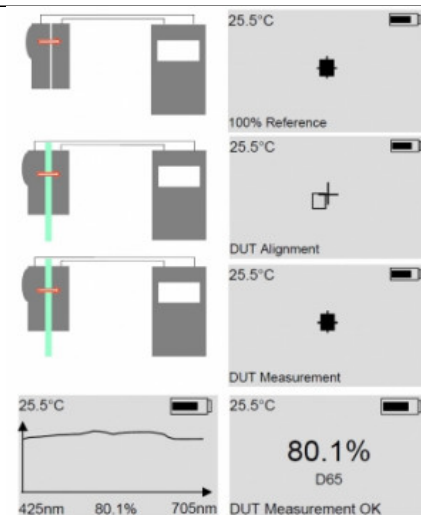 25.5°C
100% Reference
25.5°C
DUT Alignment
25.5°C
DUT Measurement
25.5°C
425nm 80.1% 705nm
25.5°C
80.1%
D65
DUT Measurement OK